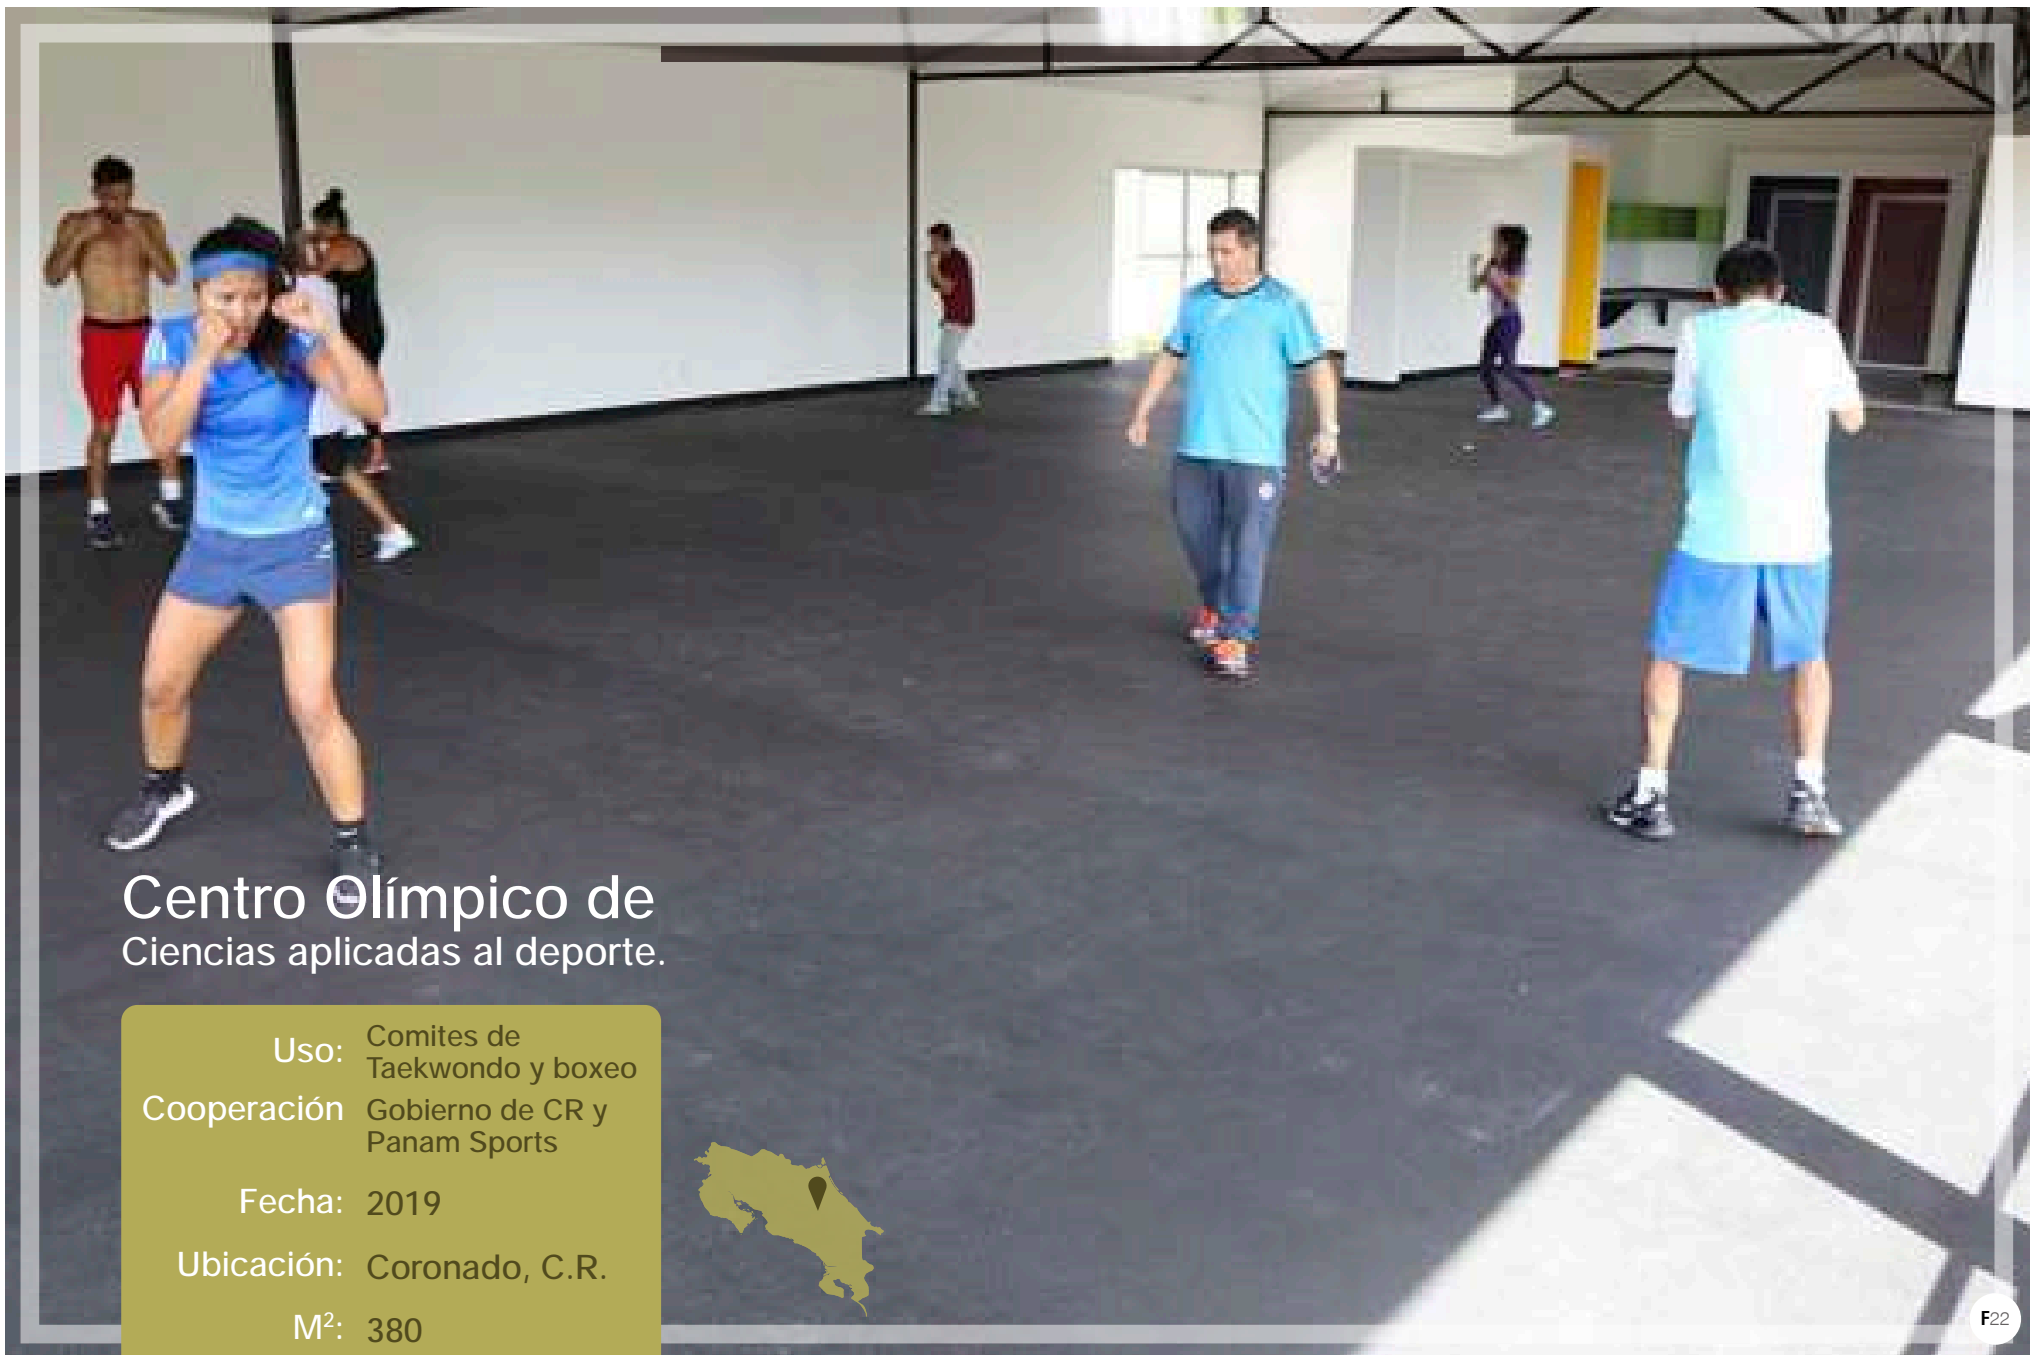 Centro Olímpico de
Ciencias aplicadas al deporte.
Uso: Comites de
Taekwondo y boxeo
Cooperación Gobierno de CR y
Panam Sports
Fecha: 2019
Ubicación: Coronado, C.R.
M²: 380
F22